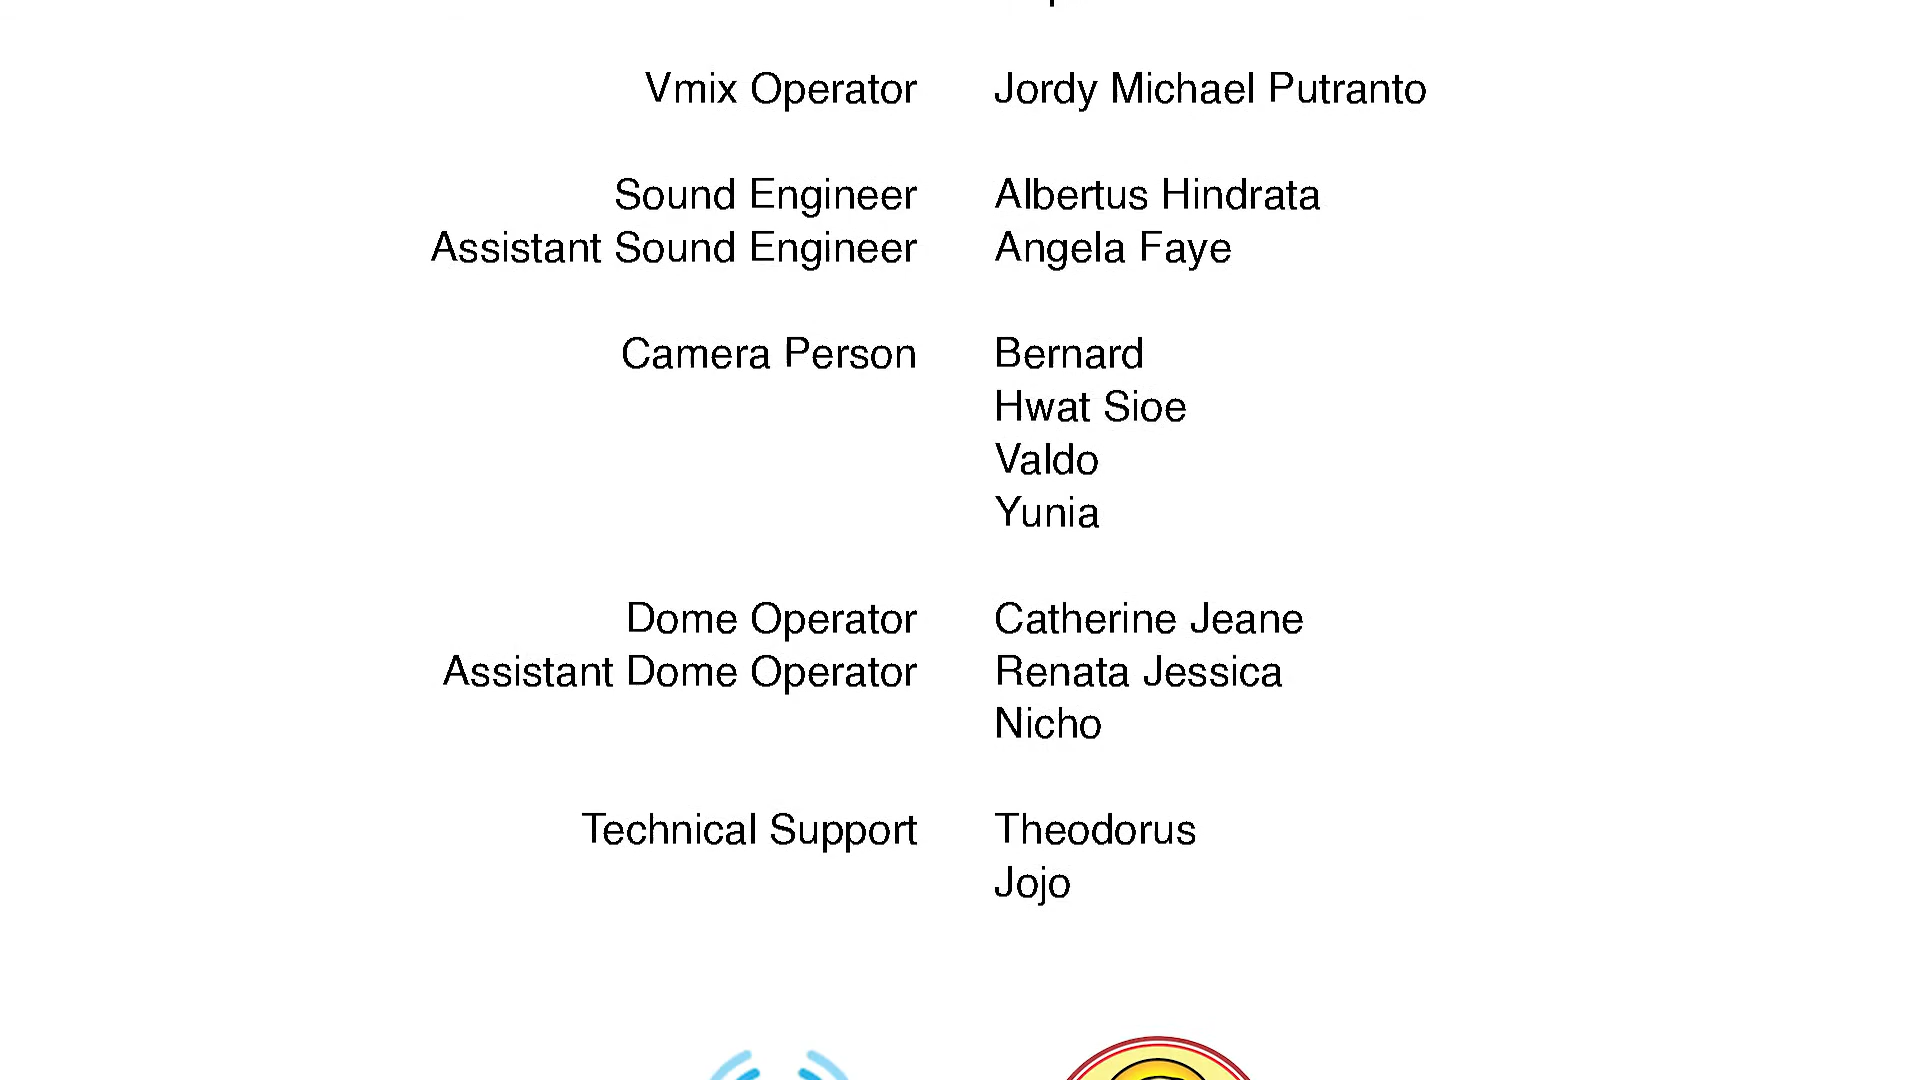 Vmix Operator Jordy Michael Putranto
Sound Engineer Albertus Hindrata
Assistant Sound Engineer Angela Faye
Camera Person Bernard
Hwat Sioe
Valdo
Yunia
Dome Operator Catherine Jeane
Assistant Dome Operator Renata Jessica
Nicho
Technical Support Theodorus
Jojo